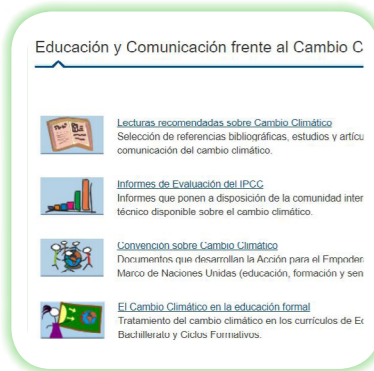 Educación y Comunicación frente al Cambio C
Lecturas recomendadas sobre Cambio Climático
Selección de referencias bibliográficas, estudios y artícu
comunicación del cambio climático.
Informes de Evaluación del IPCC
Informes que ponen a disposición de la comunidad inter
técnico disponible sobre el cambio climático.
Convención sobre Cambio Climático
Documentos que desarrollan la Acción para el Empoder
Marco de Naciones Unidas (educación, formación y sen
El Cambio Climático en la educación formal
Tratamiento del cambio climático en los currículos de Ec
Bachillerato y Ciclos Formativos.